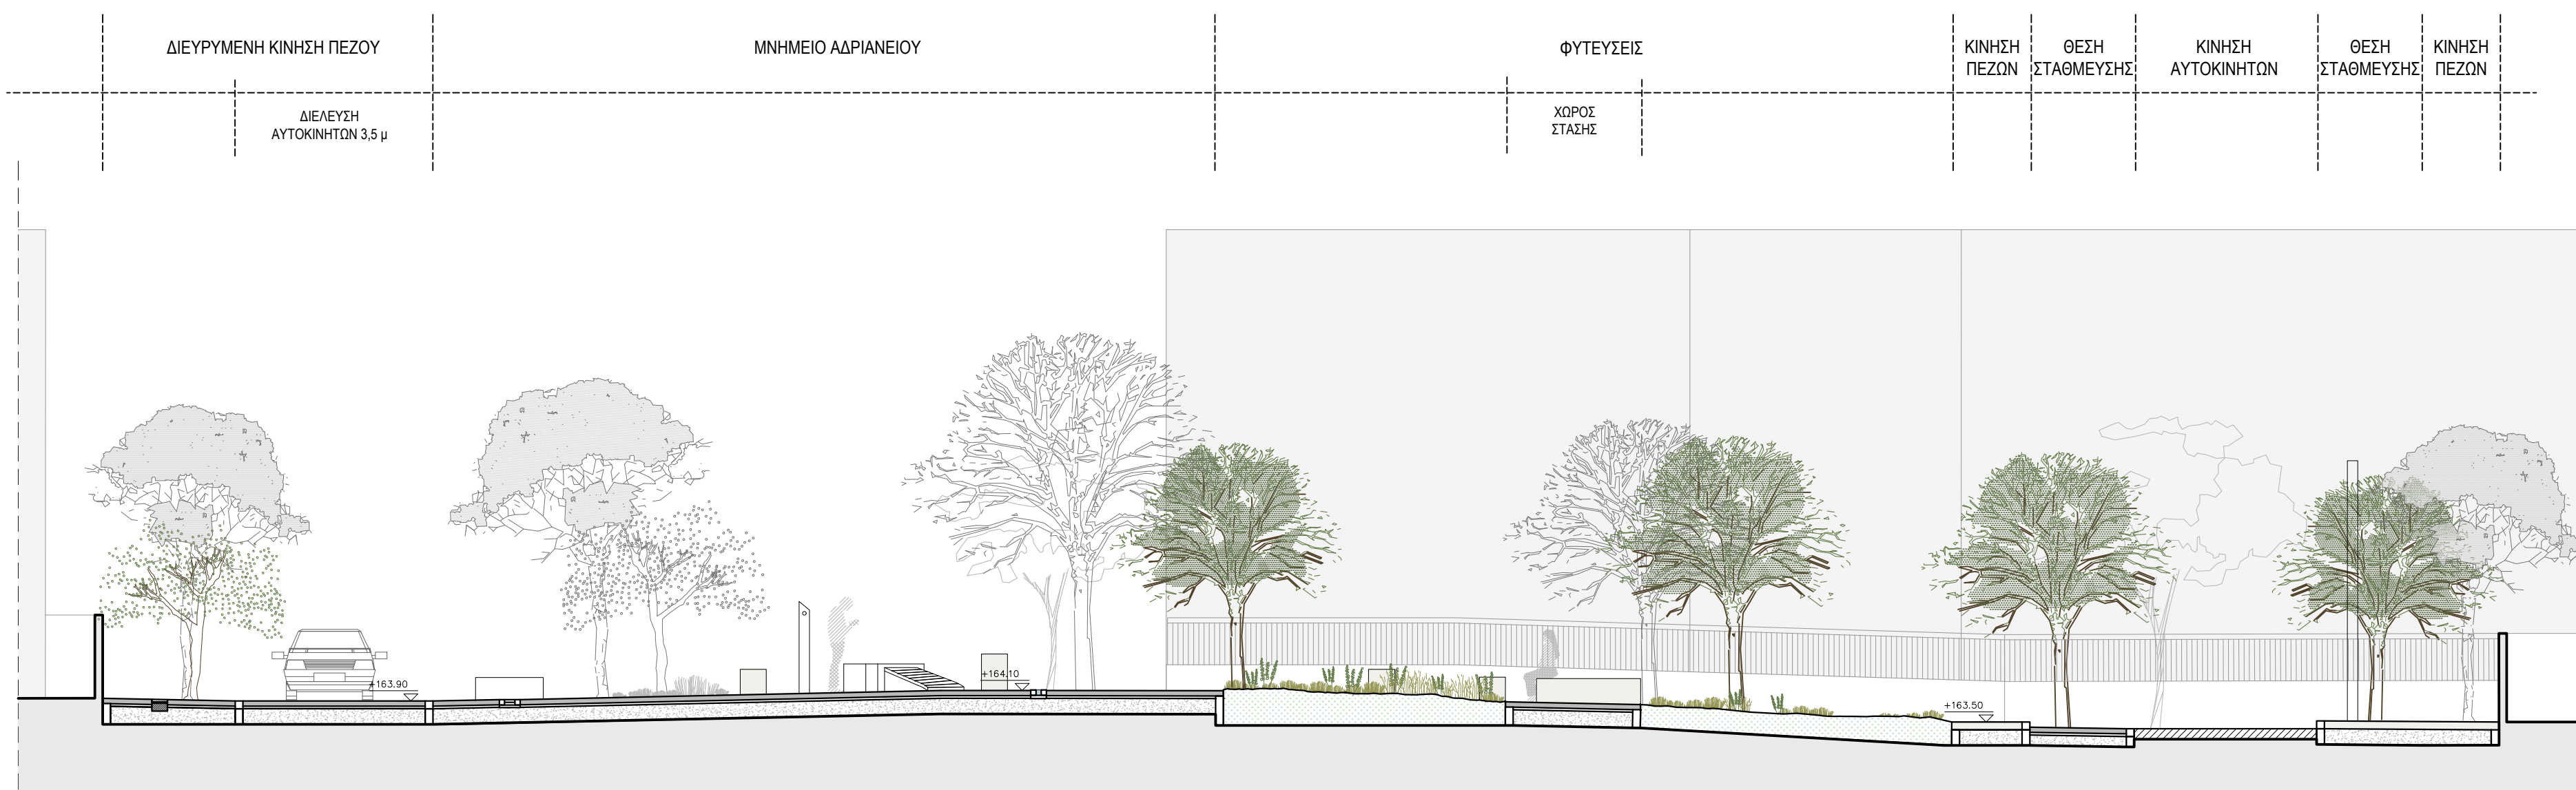 ΔΙΕΥΡΥΜΕΝΗ ΚΙΝΗΣΗ ΠΕΖΟΥ
ΜΝΗΜΕΙΟ ΑΔΡΙΑΝΕΙΟΥ
ΦΥΤΕΥΣΕΙΣ
ΚΙΝΗΣΗ
ΠΕΖΩΝ
ΘΕΣΗ
ΣΤΑΘΜΕΥΣΗΣ
ΚΙΝΗΣΗ
ΑΥΤΟΚΙΝΗΤΩΝ
ΘΕΣΗ
ΣΤΑΘΜΕΥΣΗΣ
ΚΙΝΗΣΗ
ΠΕΖΩΝ
ΔΙΕΛΕΥΣΗ
ΑΥΤΟΚΙΝΗΤΩΝ 3,5 μ
ΧΩΡΟΣ
ΣΤΑΣΗΣ
+163.90
+164.10
+163.50